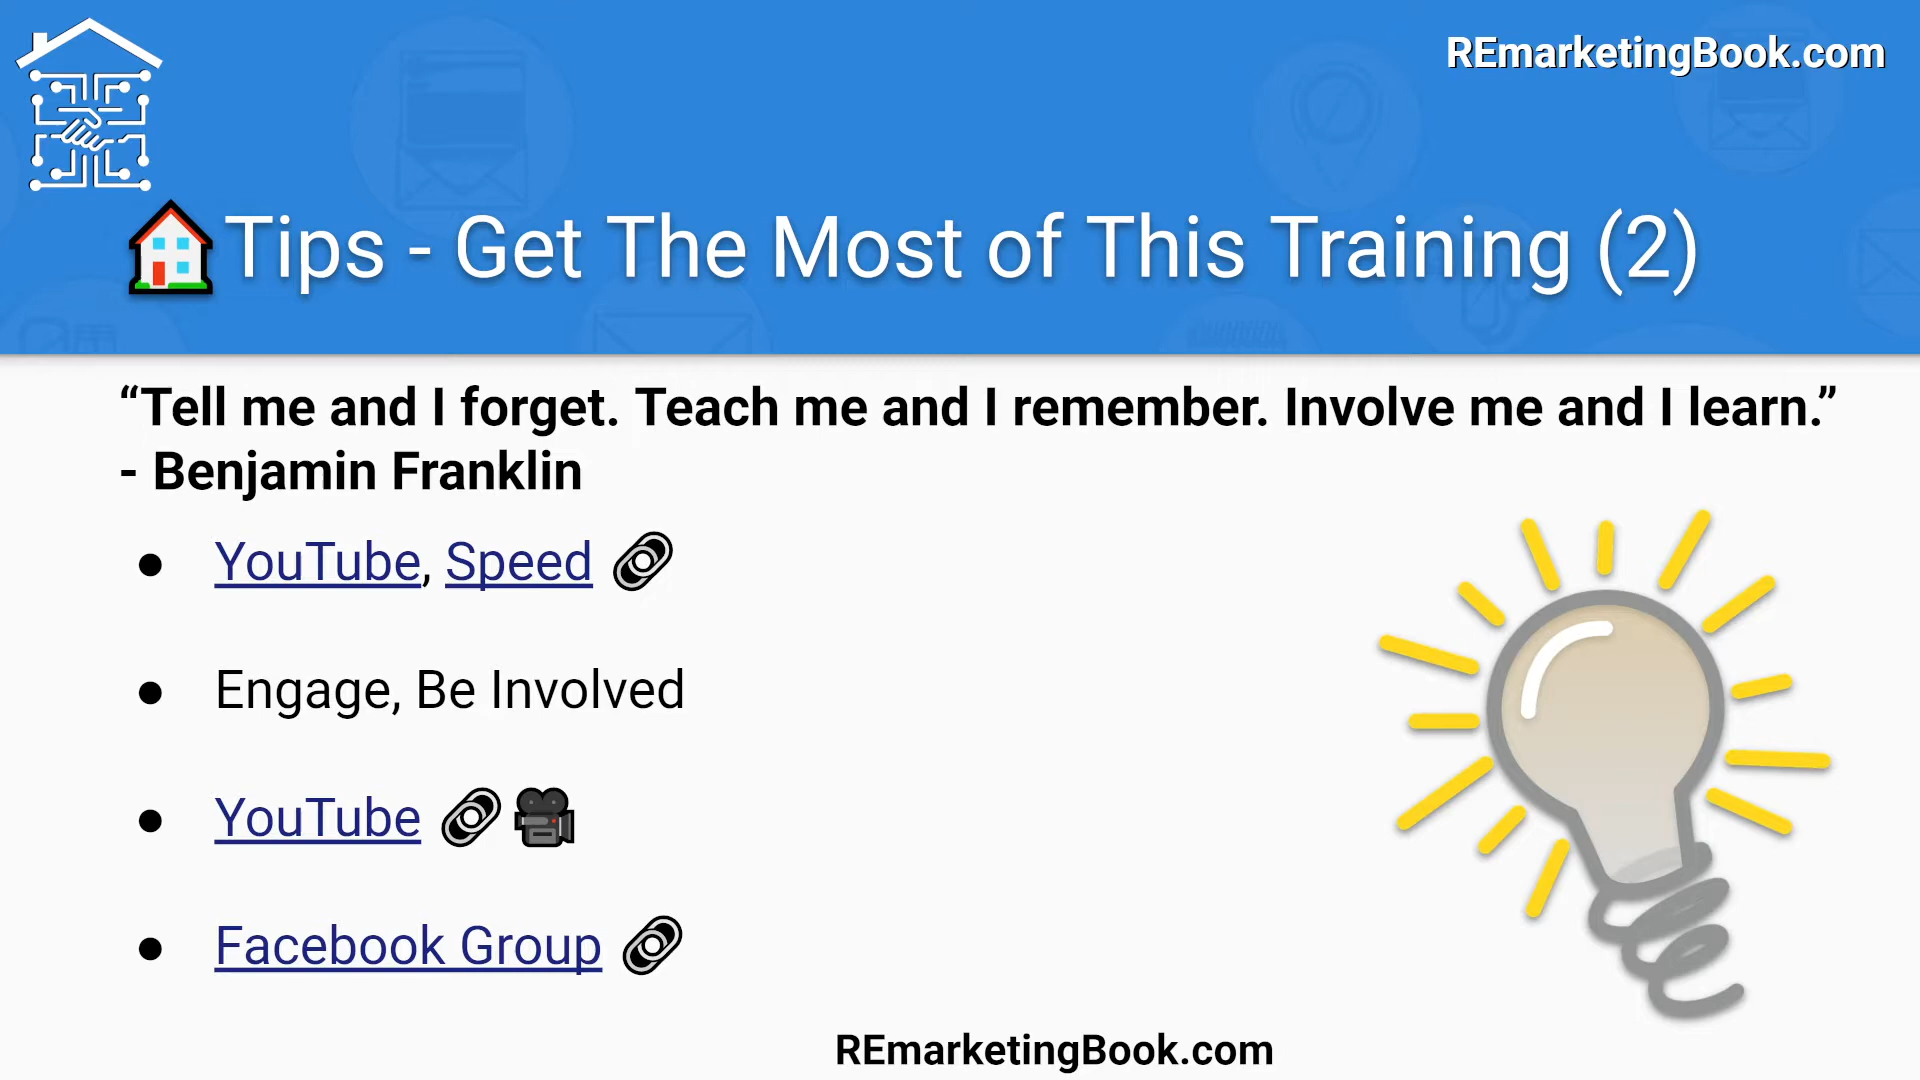 REmarketingBook.com
Tips - Get The Most of This Training (2)
“Tell me and I forget. Teach me and I remember. Involve me and I learn.”
- Benjamin Franklin
● YouTube, Speed
● Engage, Be Involved
● YouTube
● Facebook Group
REmarketingBook.com